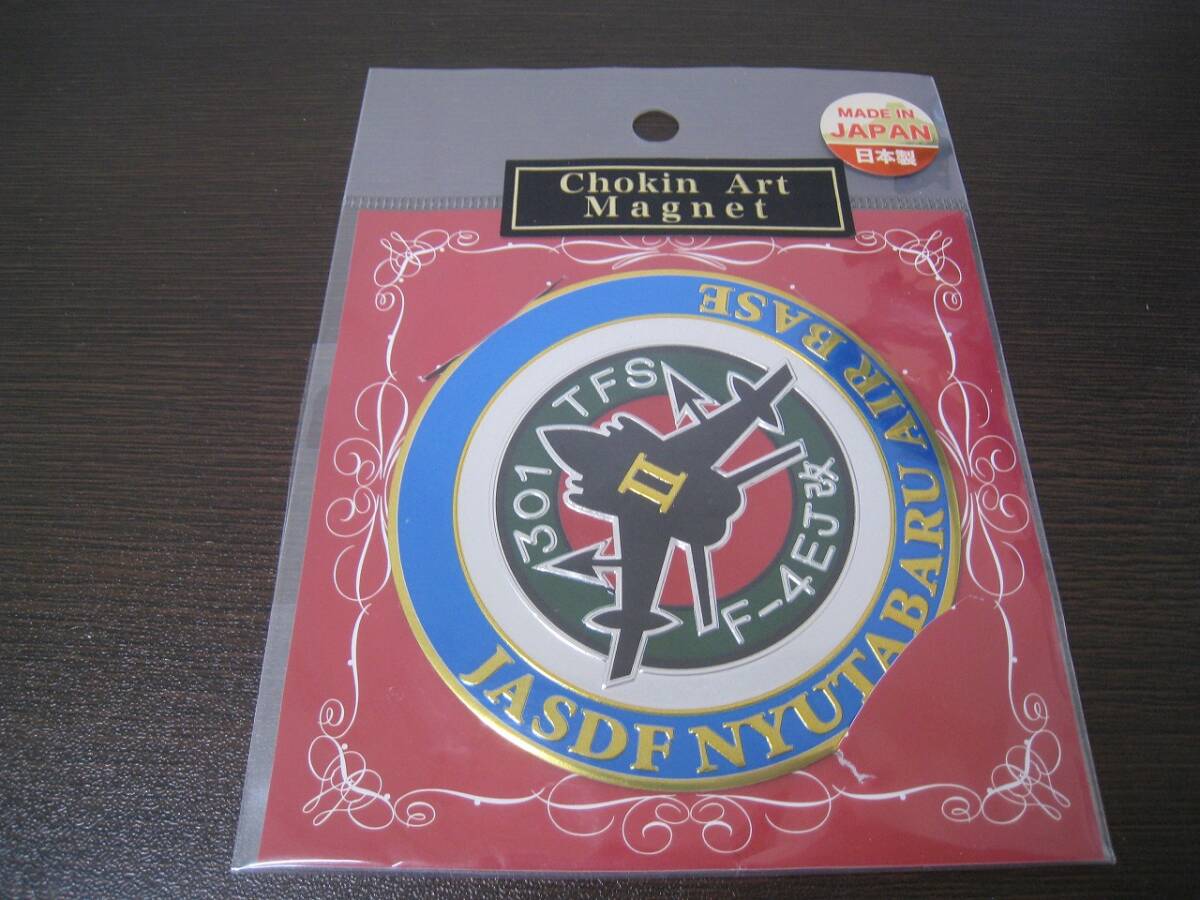 MADE IN
JAPAN
日本製
Chokin Art
Magnet
JASDF NYUTABARU AIR BASE
301 TFS
II
F-4EJ改